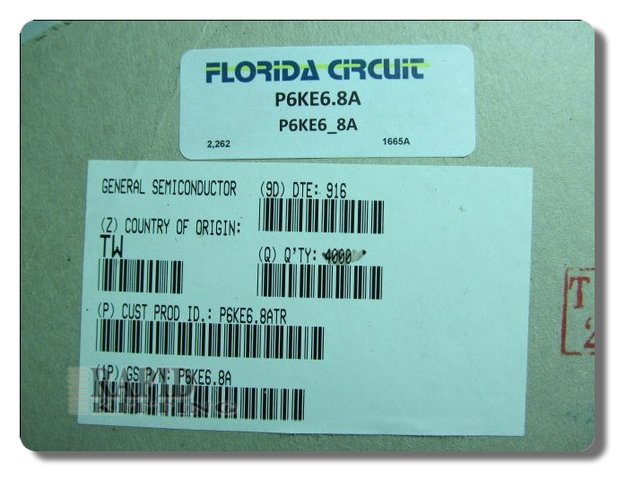 FLORIDA CIRCUIT
P6KE6.8A
P6KE6_8A
2,262 1665A
GENERAL SEMICONDUCTOR (9D) DTE: 916
(Z) COUNTRY OF ORIGIN:
TW
(Q) Q'TY: 4000
(P) CUST PROD ID.: P6KE6.8ATR
(1P) GS P/N: P6KE6.8A
T
2